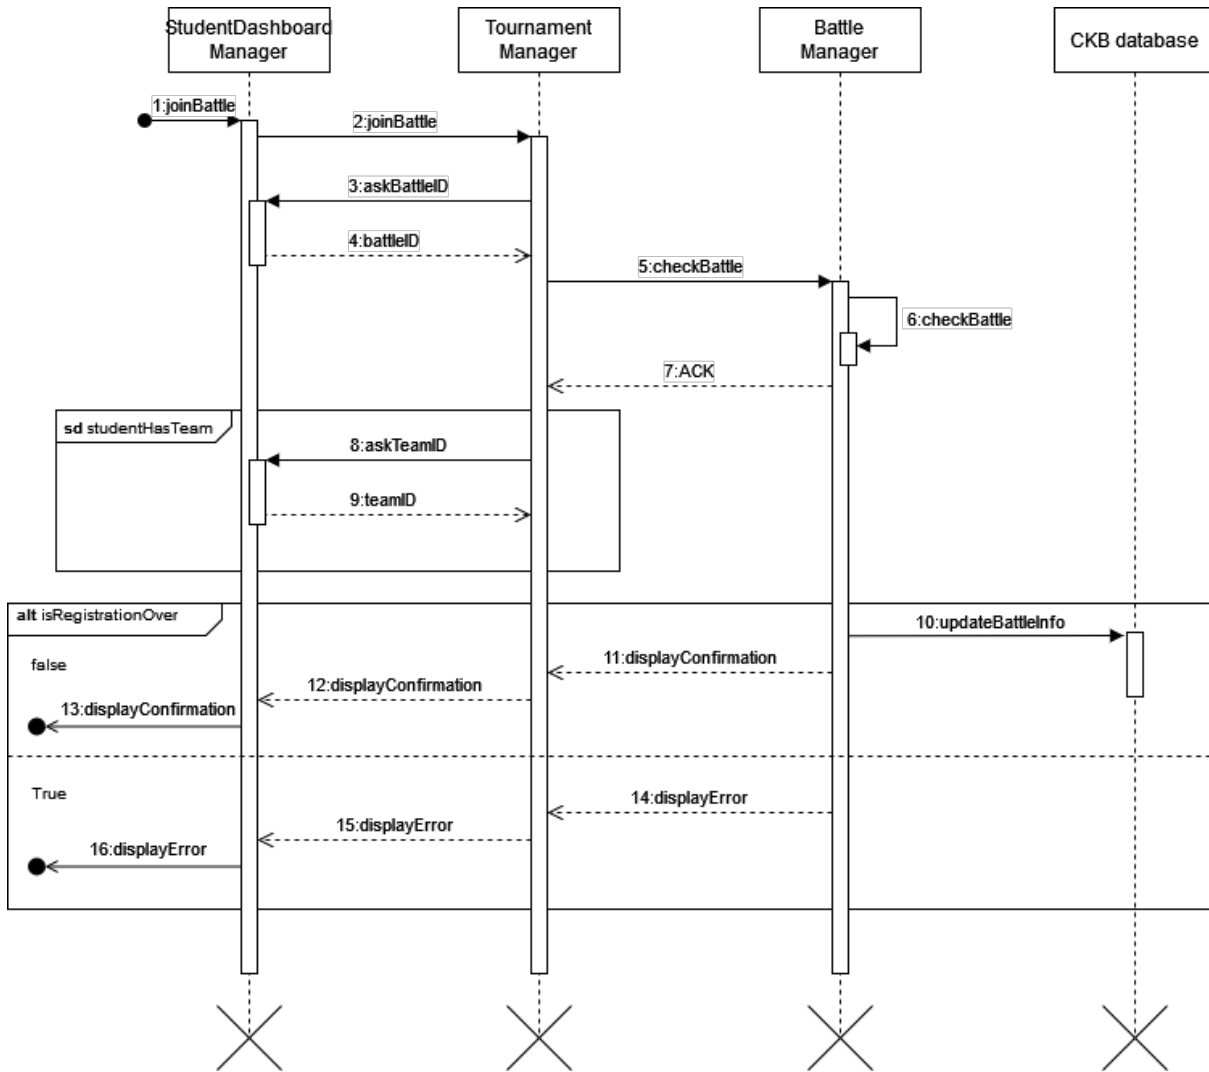 StudentDashboard
Manager
Tournament
Manager
Battle
Manager
CKB database
1:joinBattle
2:joinBattle
3:askBattleID
4:battleID
5:checkBattle
6:checkBattle
7:ACK
sd studentHasTeam
8:askTeamID
9:teamID
alt isRegistrationOver
10:updateBattleInfo
false
11:displayConfirmation
12:displayConfirmation
13:displayConfirmation
True
14:displayError
15:displayError
16:displayError